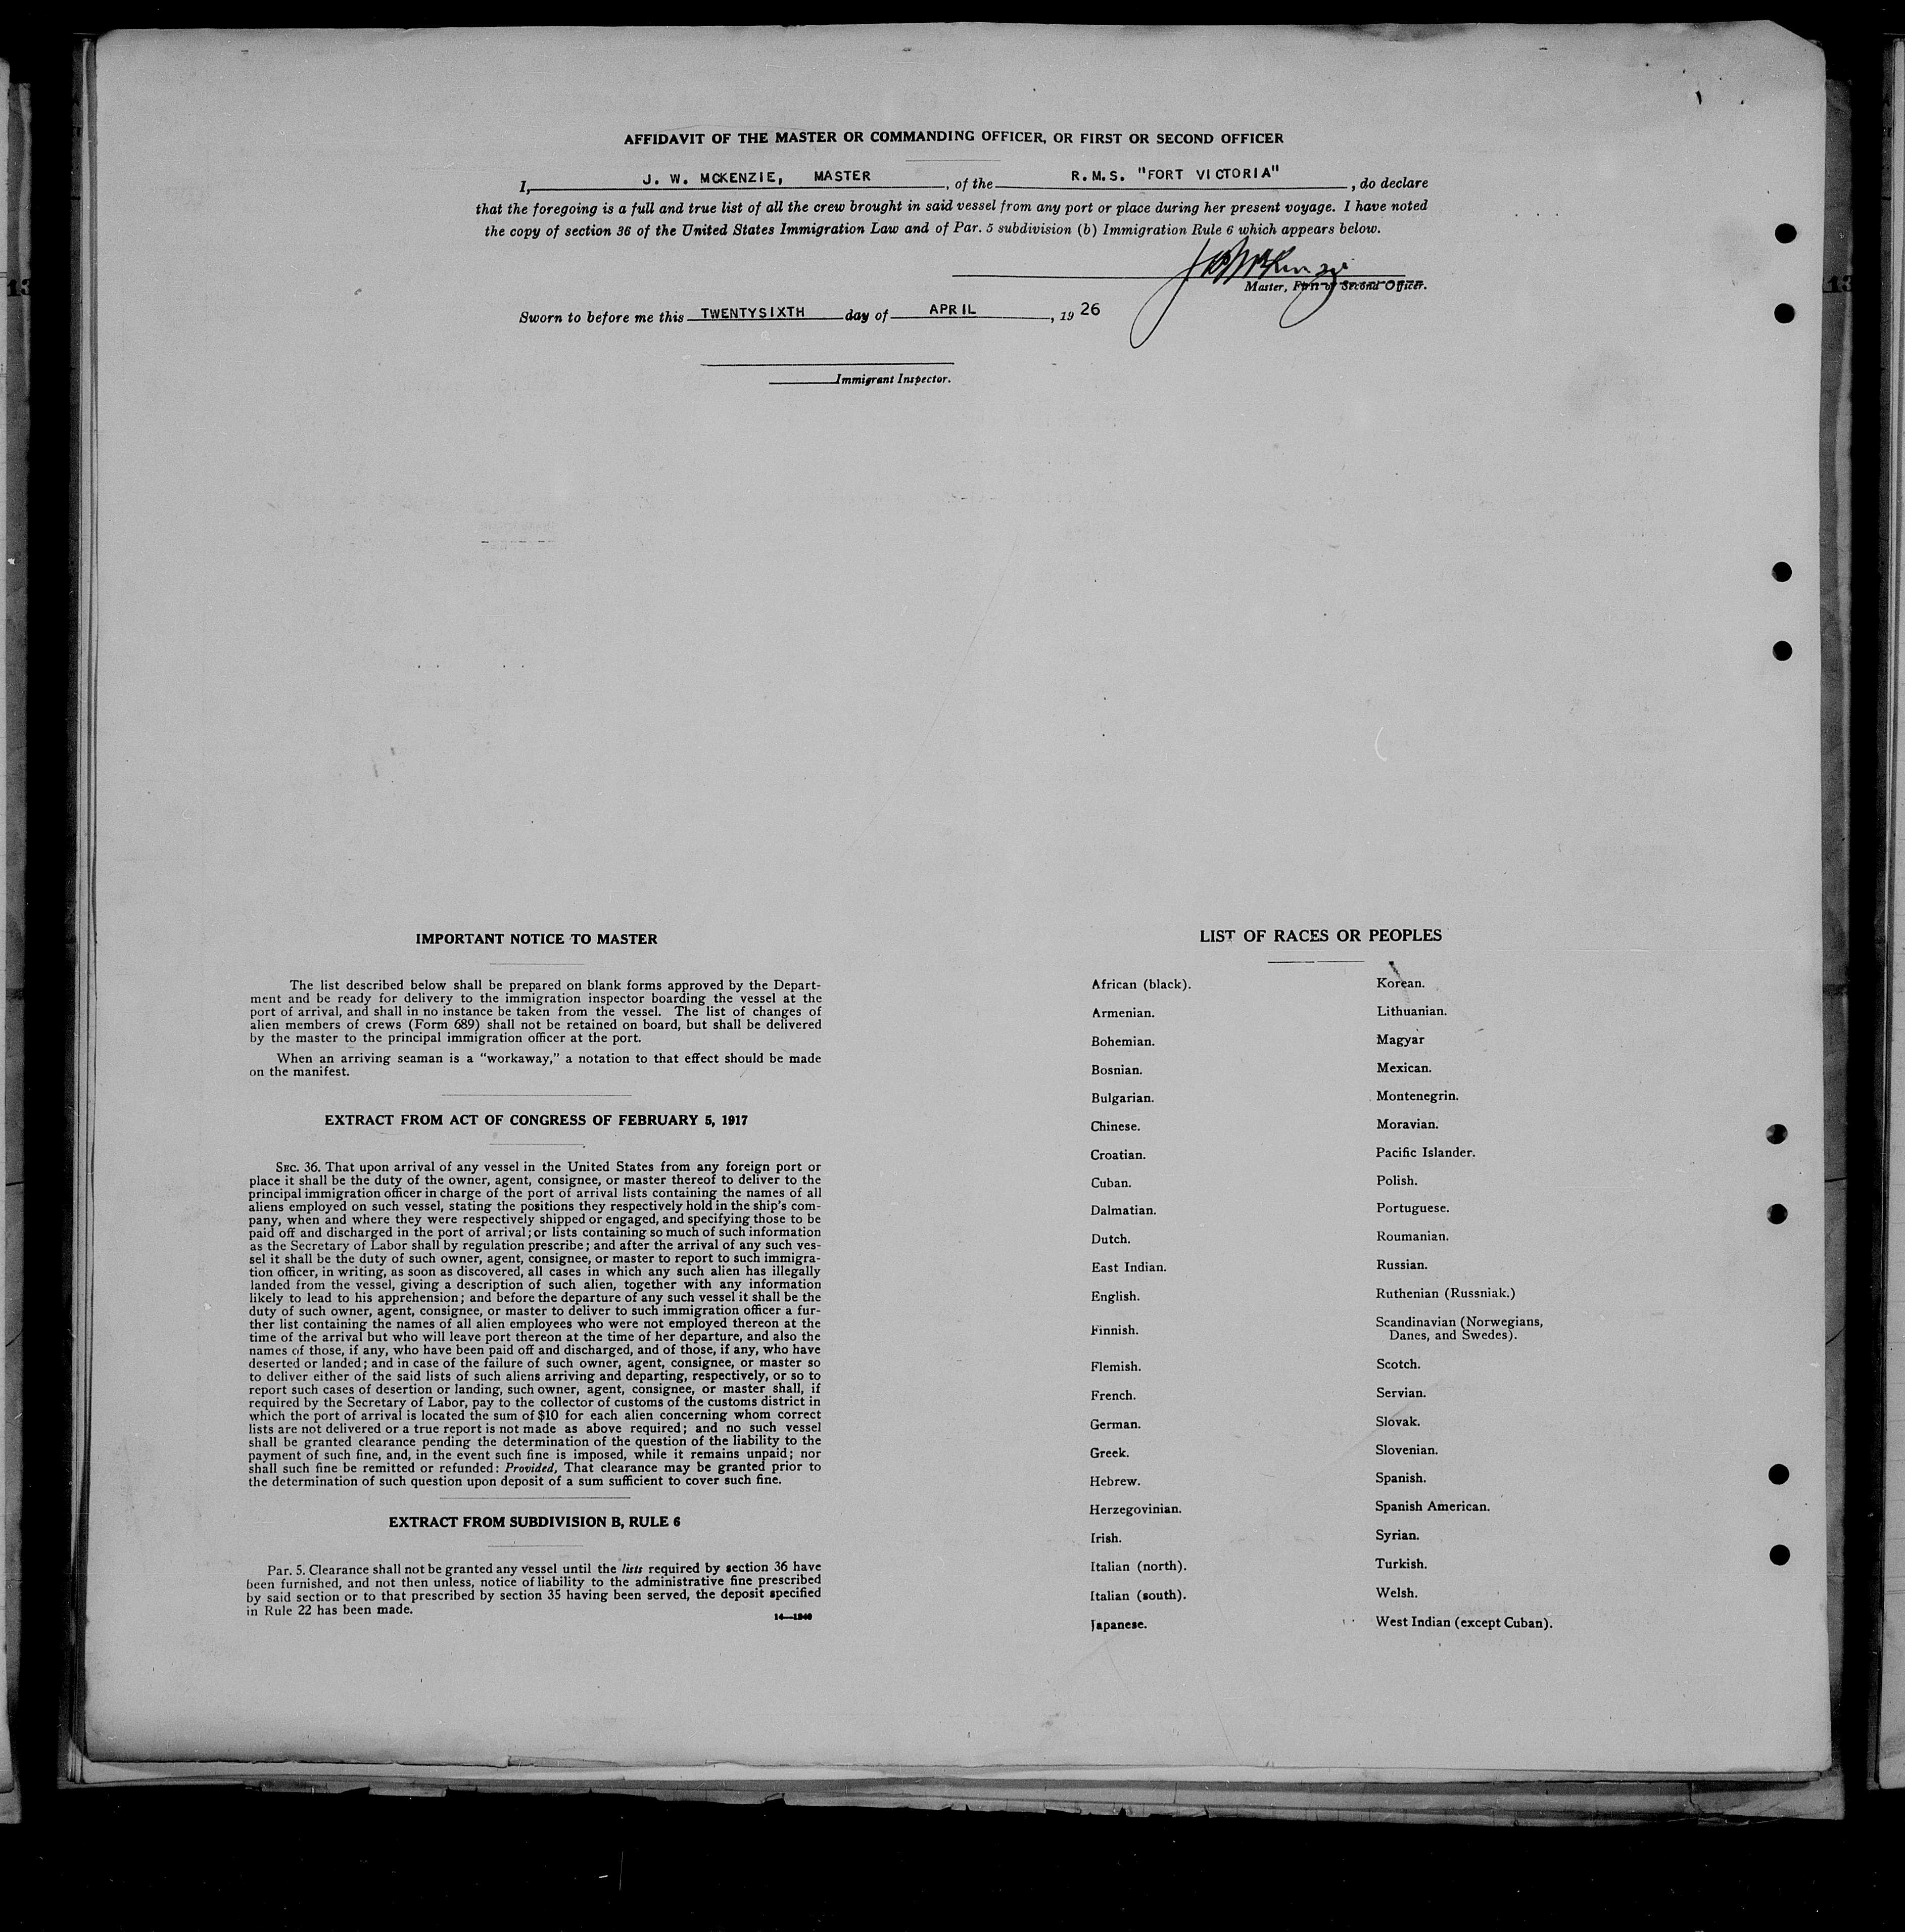 AFFIDAVIT OF THE MASTER OR COMMANDING OFFICER, OR FIRST OR SECOND OFFICER
I, J. W. MCKENZIE, MASTER, of the R.M.S. "FORT VICTORIA", do declare
that the foregoing is a full and true list of all the crew brought in said vessel from any port or place during her present voyage. I have noted
the copy of section 36 of the United States Immigration Law and of Par. 5 subdivision (b) Immigration Rule 6 which appears below.
J W McKenzie
Master, First or Second Officer.
Sworn to before me this TWENTYSIXTH day of APRIL, 1926
Immigrant Inspector.
IMPORTANT NOTICE TO MASTER
The list described below shall be prepared on blank forms approved by the Depart-
ment and be ready for delivery to the immigration inspector boarding the vessel at the
port of arrival, and shall in no instance be taken from the vessel. The list of changes of
alien members of crews (Form 689) shall not be retained on board, but shall be delivered
by the master to the principal immigration officer at the port.
When an arriving seaman is a "workaway," a notation to that effect should be made
on the manifest.
EXTRACT FROM ACT OF CONGRESS OF FEBRUARY 5, 1917
SEC. 36. That upon arrival of any vessel in the United States from any foreign port or
place it shall be the duty of the owner, agent, consignee, or master thereof to deliver to the
principal immigration officer in charge of the port of arrival lists containing the names of all
aliens employed on such vessel, stating the positions they respectively hold in the ship's com-
pany, when and where they were respectively shipped or engaged, and specifying those to be
paid off and discharged in the port of arrival; or lists containing so much of such information
as the Secretary of Labor shall by regulation prescribe; and after the arrival of any such ves-
sel it shall be the duty of such owner, agent, consignee, or master to report to such immigra-
tion officer, in writing, as soon as discovered, all cases in which any such alien has illegally
landed from the vessel, giving a description of such alien, together with any information
likely to lead to his apprehension; and before the departure of any such vessel it shall be the
duty of such owner, agent, consignee, or master to deliver to such immigration officer a fur-
ther list containing the names of all alien employees who were not employed thereon at the
time of the arrival but who will leave port thereon at the time of her departure, and also the
names of those, if any, who have been paid off and discharged, and of those, if any, who have
deserted or landed; and in case of the failure of such owner, agent, consignee, or master so
to deliver either of the said lists of such aliens arriving and departing, respectively, or so to
report such cases of desertion or landing, such owner, agent, consignee, or master shall, if
required by the Secretary of Labor, pay to the collector of customs of the customs district in
which the port of arrival is located the sum of $10 for each alien concerning whom correct
lists are not delivered or a true report is not made as above required; and no such vessel
shall be granted clearance pending the determination of the question of the liability to the
payment of such fine, and, in the event such fine is imposed, while it remains unpaid; nor
shall such fine be remitted or refunded: Provided, That clearance may be granted prior to
the determination of such question upon deposit of a sum sufficient to cover such fine.
EXTRACT FROM SUBDIVISION B, RULE 6
Par. 5. Clearance shall not be granted any vessel until the lists required by section 36 have
been furnished, and not then unless, notice of liability to the administrative fine prescribed
by said section or to that prescribed by section 35 having been served, the deposit specified
in Rule 22 has been made.
14—1240
LIST OF RACES OR PEOPLES
African (black).
Armenian.
Bohemian.
Bosnian.
Bulgarian.
Chinese.
Croatian.
Cuban.
Dalmatian.
Dutch.
East Indian.
English.
Finnish.
Flemish.
French.
German.
Greek.
Hebrew.
Herzegovinian.
Irish.
Italian (north).
Italian (south).
Japanese.
Korean.
Lithuanian.
Magyar
Mexican.
Montenegrin.
Moravian.
Pacific Islander.
Polish.
Portuguese.
Roumanian.
Russian.
Ruthenian (Russniak.)
Scandinavian (Norwegians,
Danes, and Swedes).
Scotch.
Servian.
Slovak.
Slovenian.
Spanish.
Spanish American.
Syrian.
Turkish.
Welsh.
West Indian (except Cuban).